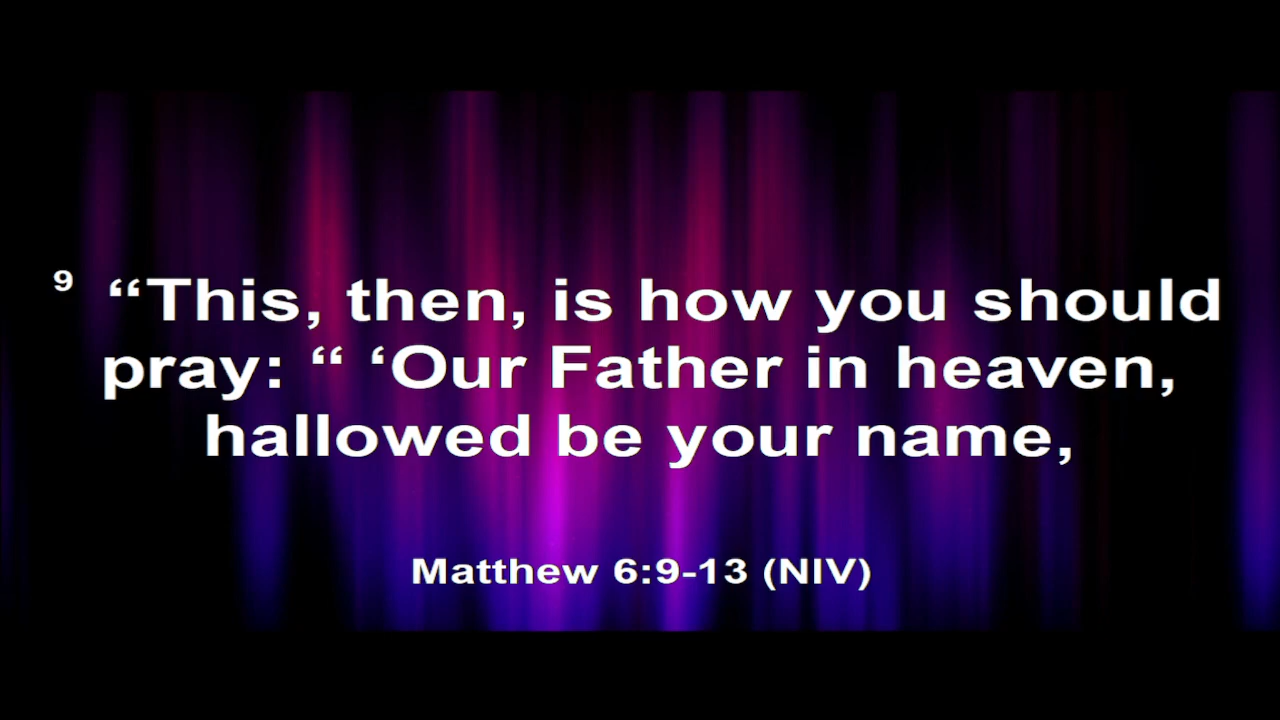 9 “This, then, is how you should
pray: “ ‘Our Father in heaven,
hallowed be your name,
Matthew 6:9-13 (NIV)